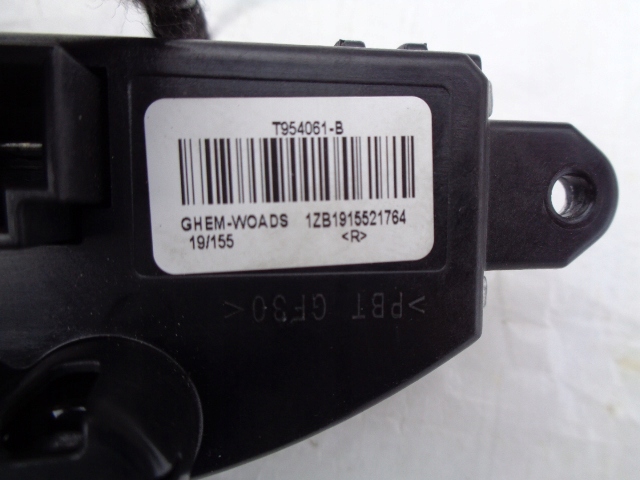 T954061-B
GHEM-WOADS 1ZB1915521764
19/155 <R>
>PBT GF30<